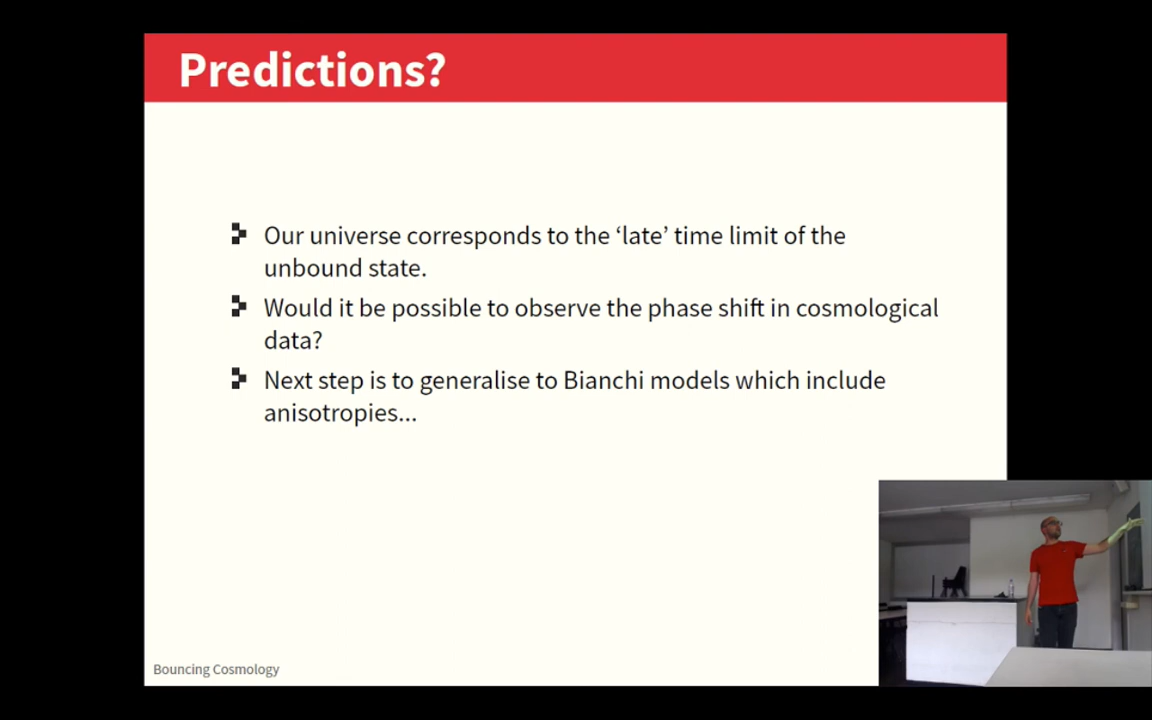 Predictions?
Our universe corresponds to the ‘late’ time limit of the
unbound state.
Would it be possible to observe the phase shift in cosmological
data?
Next step is to generalise to Bianchi models which include
anisotropies...
Bouncing Cosmology